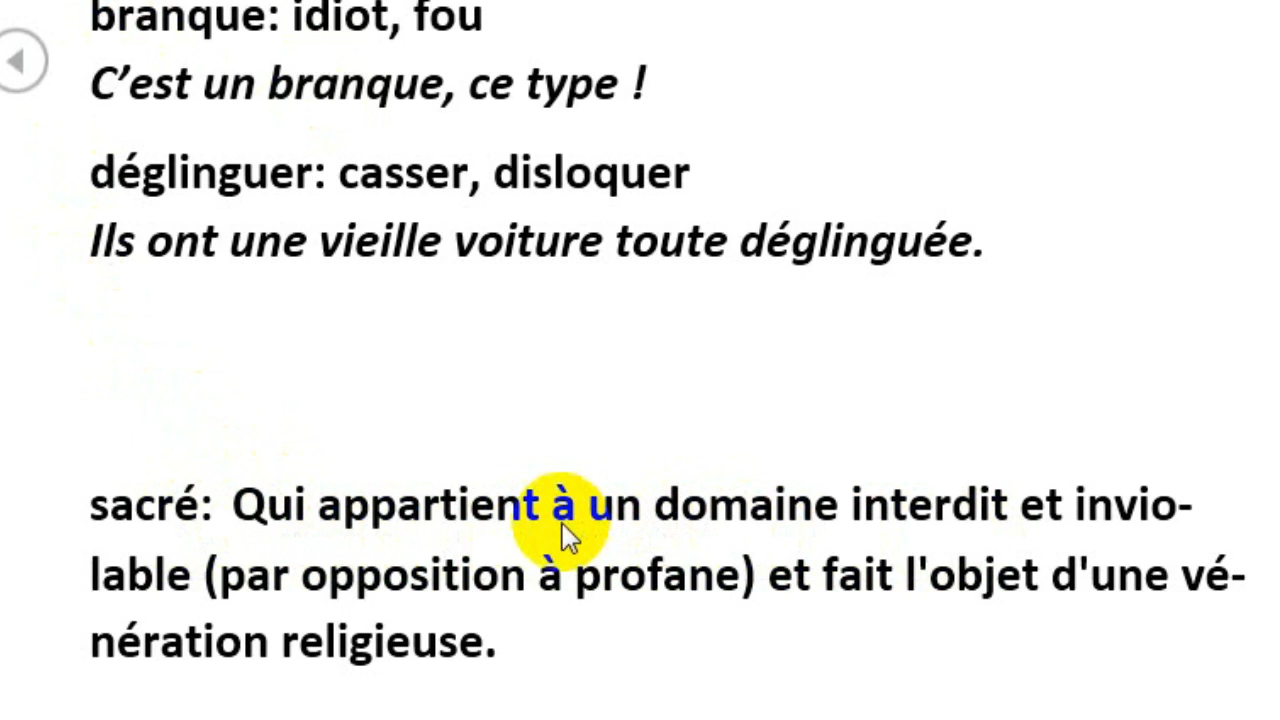 branque: idiot, fou
C’est un branque, ce type !
déglinguer: casser, disloquer
Ils ont une vieille voiture toute déglinguée.
sacré: Qui appartient à un domaine interdit et invio-
lable (par opposition à profane) et fait l'objet d'une vé-
nération religieuse.